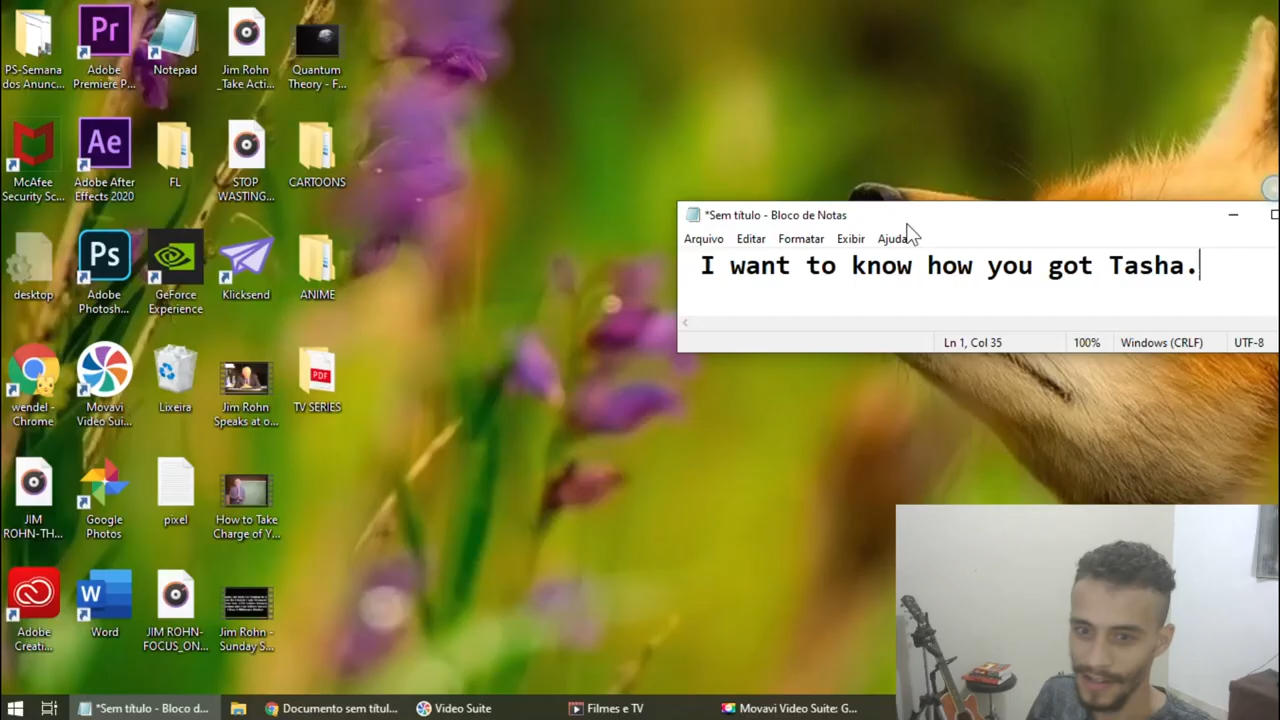 PS-Semana
dos Anunc...
Pr
Adobe
Premiere P...
Notepad
Jim Rohn
_Take Acti...
Quantum
Theory - F...
McAfee
Security Sc...
Ae
Adobe After
Effects 2020
FL
STOP
WASTING...
CARTOONS
desktop
Ps
Adobe
Photosh...
GeForce
Experience
Klicksend
ANIME
wendel -
Chrome
Movavi
Video Sui...
Lixeira
Jim Rohn
Speaks at o...
PDF
TV SERIES
JIM
ROHN-TH...
Google
Photos
pixel
How to Take
Charge of Y...
Adobe
Creati...
W
Word
JIM ROHN-
FOCUS_ON...
Jim Rohn -
Sunday S...
*Sem título - Bloco de Notas
Arquivo Editar Formatar Exibir Ajuda
I want to know how you got Tasha.
Ln 1, Col 35 100% Windows (CRLF) UTF-8
*Sem título - Bloco d... Documento sem títul... Video Suite Filmes e TV Movavi Video Suite: G...